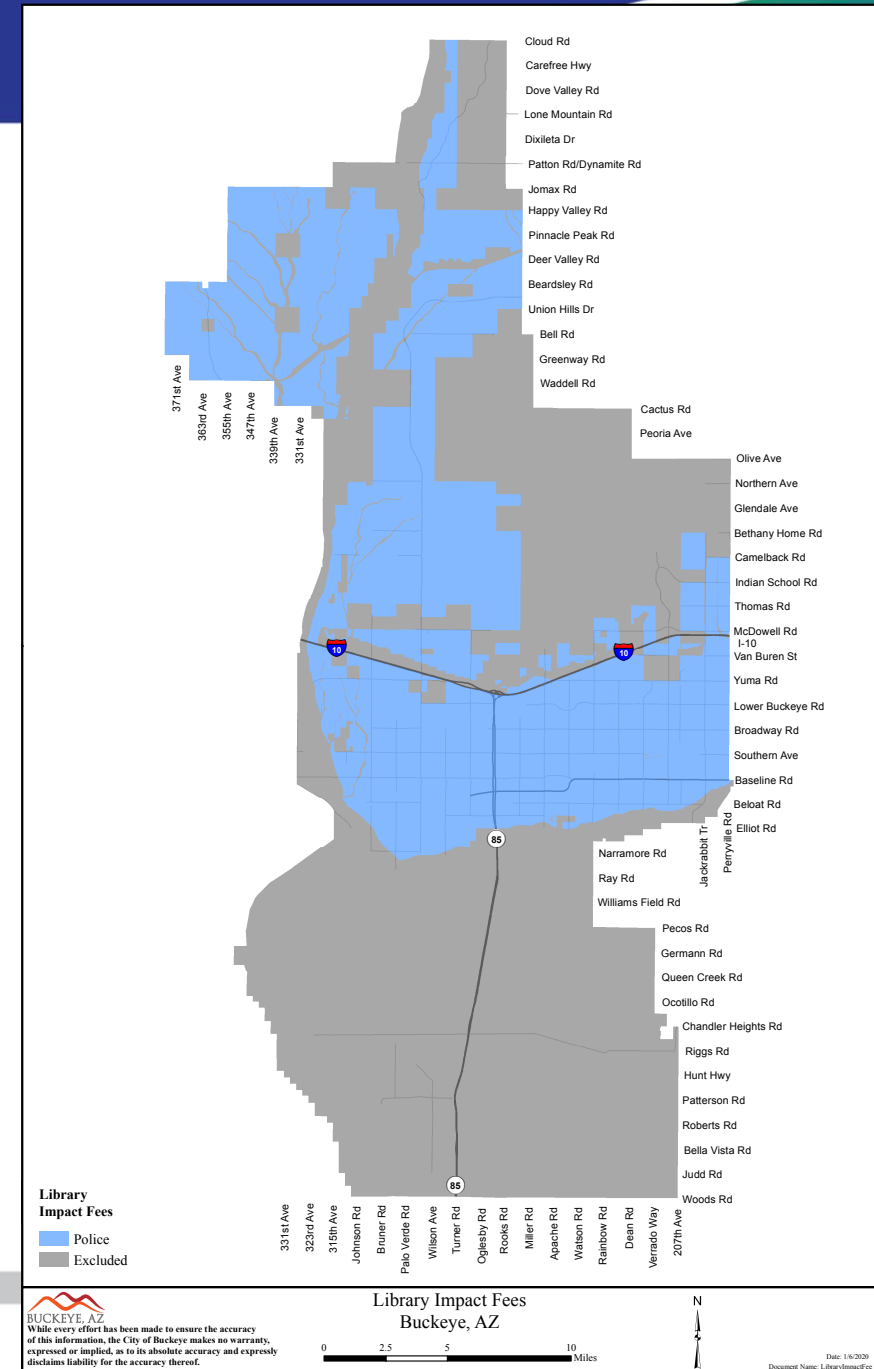 Cloud Rd
Carefree Hwy
Dove Valley Rd
Lone Mountain Rd
Dixileta Dr
Patton Rd/Dynamite Rd
Jomax Rd
Happy Valley Rd
Pinnacle Peak Rd
Deer Valley Rd
Beardsley Rd
Union Hills Dr
Bell Rd
Greenway Rd
Waddell Rd
Cactus Rd
Peoria Ave
Olive Ave
Northern Ave
Glendale Ave
Bethany Home Rd
Camelback Rd
Indian School Rd
Thomas Rd
McDowell Rd
I-10
Van Buren St
Yuma Rd
Lower Buckeye Rd
Broadway Rd
Southern Ave
Baseline Rd
Beloat Rd
Elliot Rd
371st Ave
363rd Ave
355th Ave
347th Ave
339th Ave
331st Ave
10
10
85
Jackrabbit Tr
Perryville Rd
Narramore Rd
Ray Rd
Williams Field Rd
Pecos Rd
Germann Rd
Queen Creek Rd
Ocotillo Rd
Chandler Heights Rd
Riggs Rd
Hunt Hwy
Patterson Rd
Roberts Rd
Bella Vista Rd
Judd Rd
Woods Rd
85
331st Ave
323rd Ave
315th Ave
Johnson Rd
Bruner Rd
Palo Verde Rd
Wilson Ave
Turner Rd
Oglesby Rd
Rooks Rd
Miller Rd
Apache Rd
Watson Rd
Rainbow Rd
Dean Rd
Verrado Way
207th Ave
Library
Impact Fees
Police
Excluded
BUCKEYE, AZ
While every effort has been made to ensure the accuracy
of this information, the City of Buckeye makes no warranty,
expressed or implied, as to its absolute accuracy and expressly
disclaims liability for the accuracy thereof.
Library Impact Fees
Buckeye, AZ
0 2.5 5 10
Miles
N
Date: 1/6/2020
Document Name: LibraryImpactFee